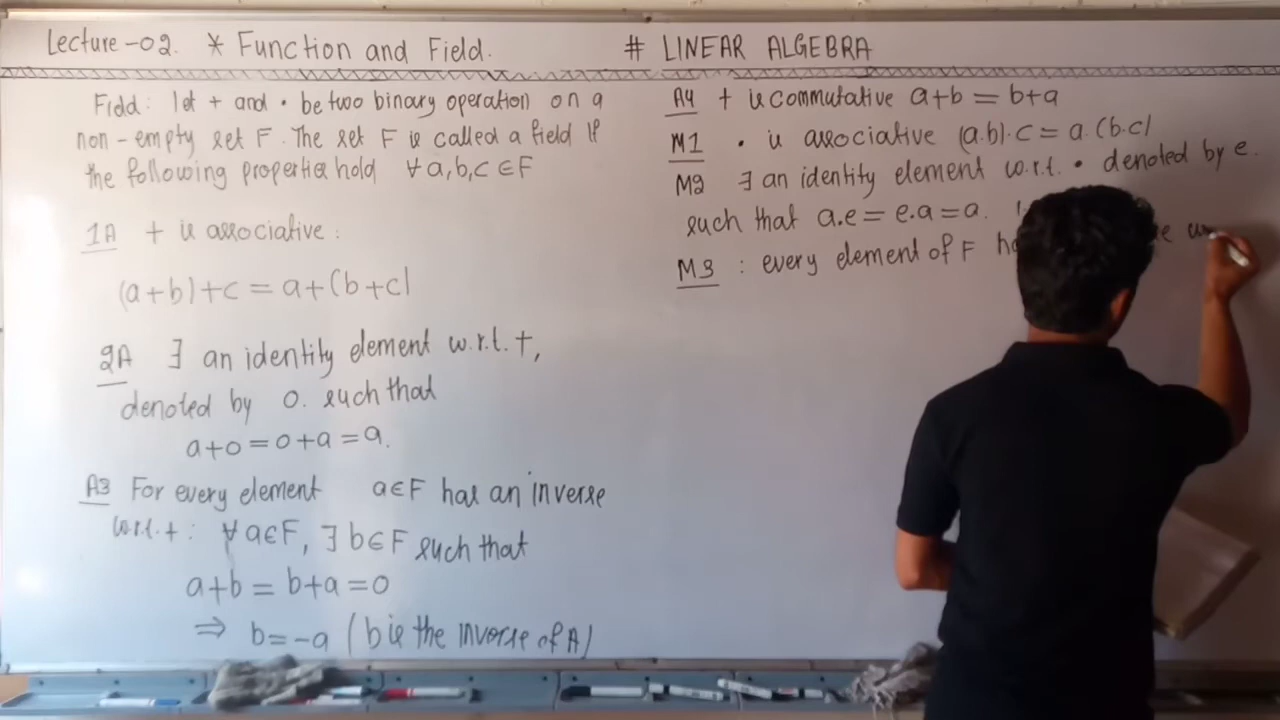 Lecture-02. * Function and Field.
# LINEAR ALGEBRA
Field: let + and • be two binary operation on a
non-empty set F. The set F is called a field if
the following propertie hold ∀ a,b,c ∈ F
1A + is associative:
(a+b)+c = a+(b+c)
2A ∃ an identity element w.r.t. +,
denoted by 0. such that
a+0 = 0+a = a.
A3 For every element a∈F has an inverse
w.r.t. + : ∀ a∈F, ∃ b∈F such that
a+b = b+a = 0
⇒ b = -a (b is the inverse of A)
A4 + is commutative a+b = b+a
M1 • is associative (a.b).c = a.(b.c)
M2 ∃ an identity element w.r.t. • denoted by e.
such that a.e = e.a = a.
M3 : every element of F